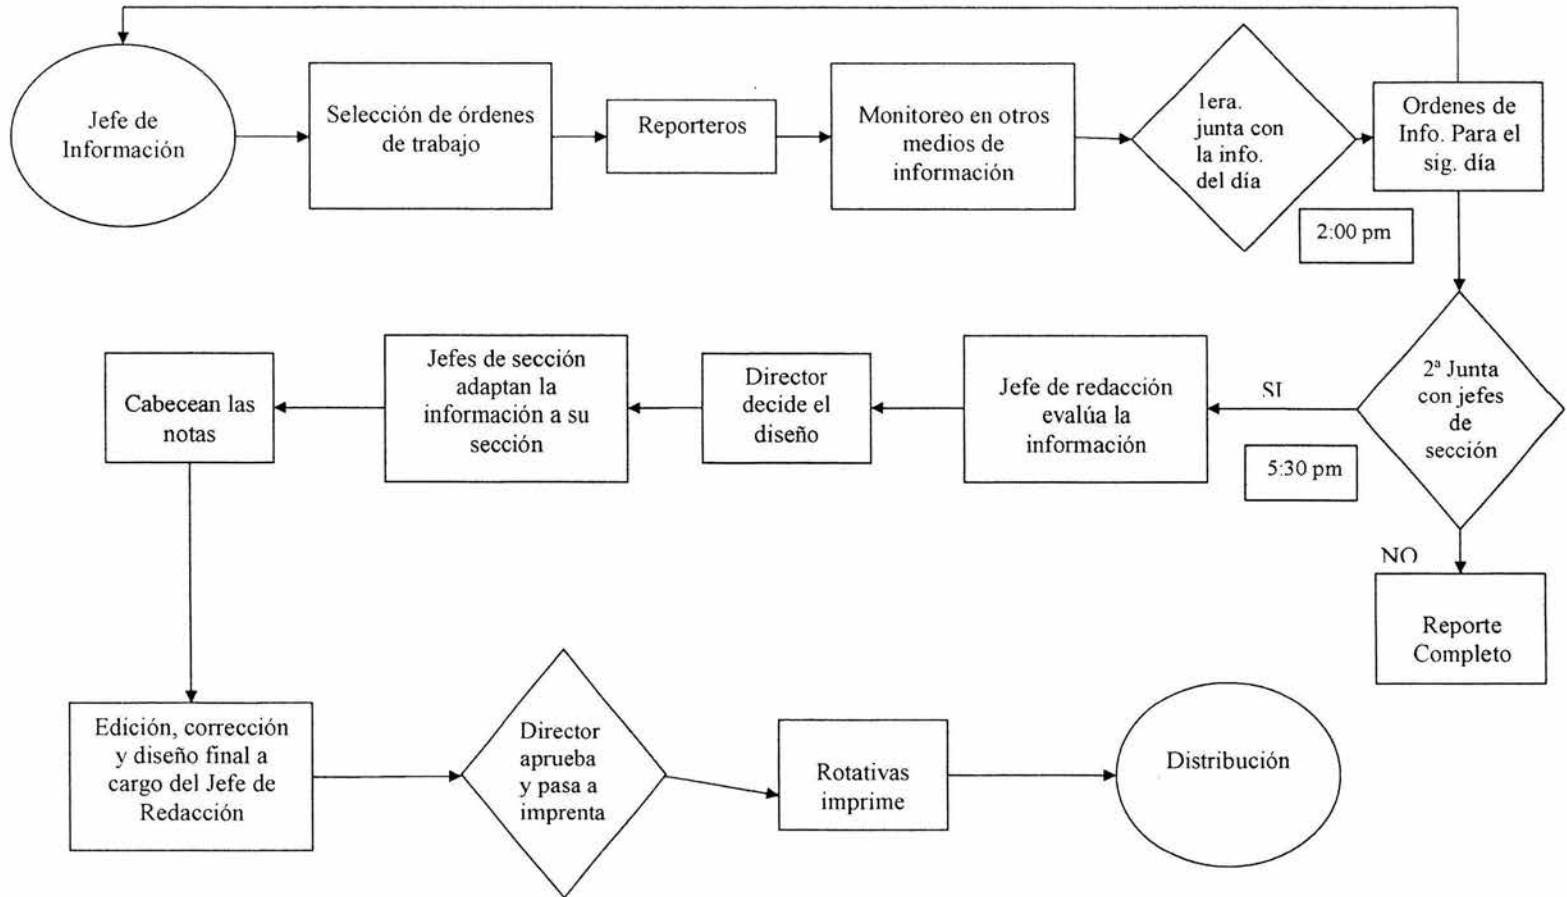 Jefe de
Información
Selección de órdenes
de trabajo
Reporteros
Monitoreo en otros
medios de
información
1era.
junta con
la info.
del día
Ordenes de
Info. Para el
sig. día
2:00 pm
2ª Junta
con jefes
de
sección
SI
5:30 pm
NO
Reporte
Completo
Jefe de redacción
evalúa la
información
Director
decide el
diseño
Jefes de sección
adaptan la
información a su
sección
Cabecean las
notas
Edición, corrección
y diseño final a
cargo del Jefe de
Redacción
Director
aprueba
y pasa a
imprenta
Rotativas
imprime
Distribución